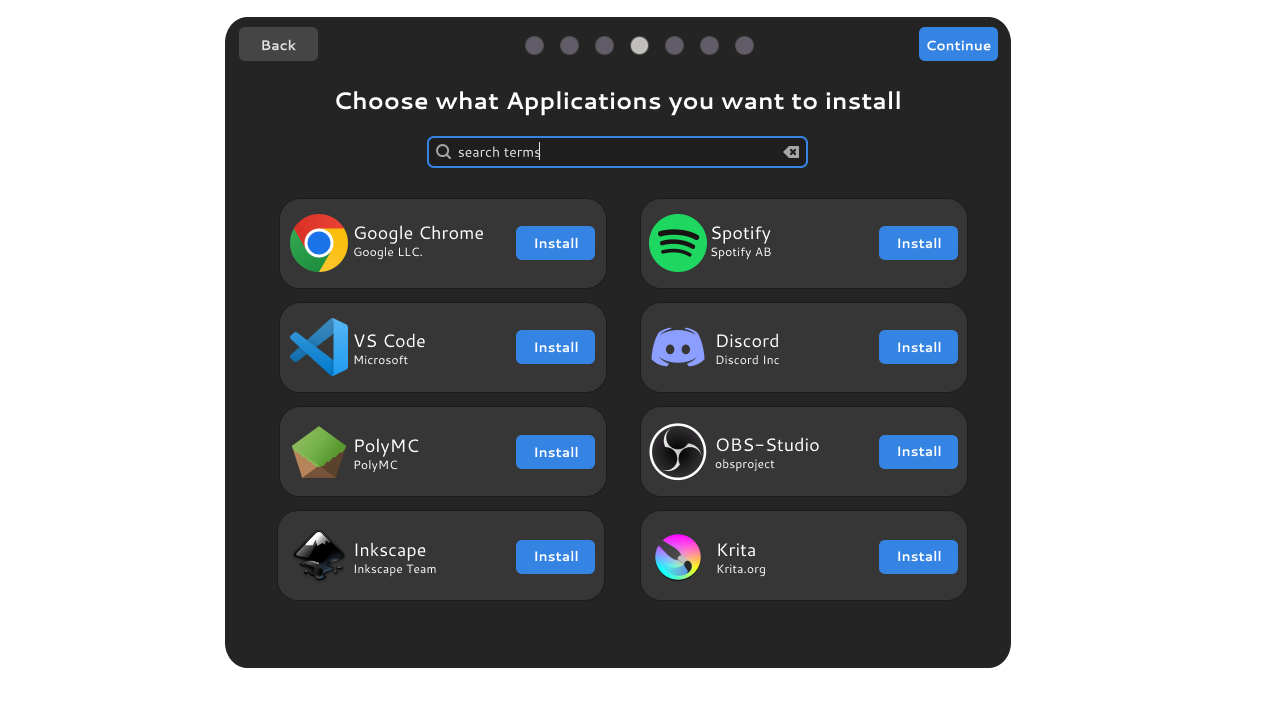 Back
Continue
Choose what Applications you want to install
search terms
Google Chrome
Google LLC.
Install
Spotify
Spotify AB
Install
VS Code
Microsoft
Install
Discord
Discord Inc
Install
PolyMC
PolyMC
Install
OBS-Studio
obsproject
Install
Inkscape
Inkscape Team
Install
Krita
Krita.org
Install